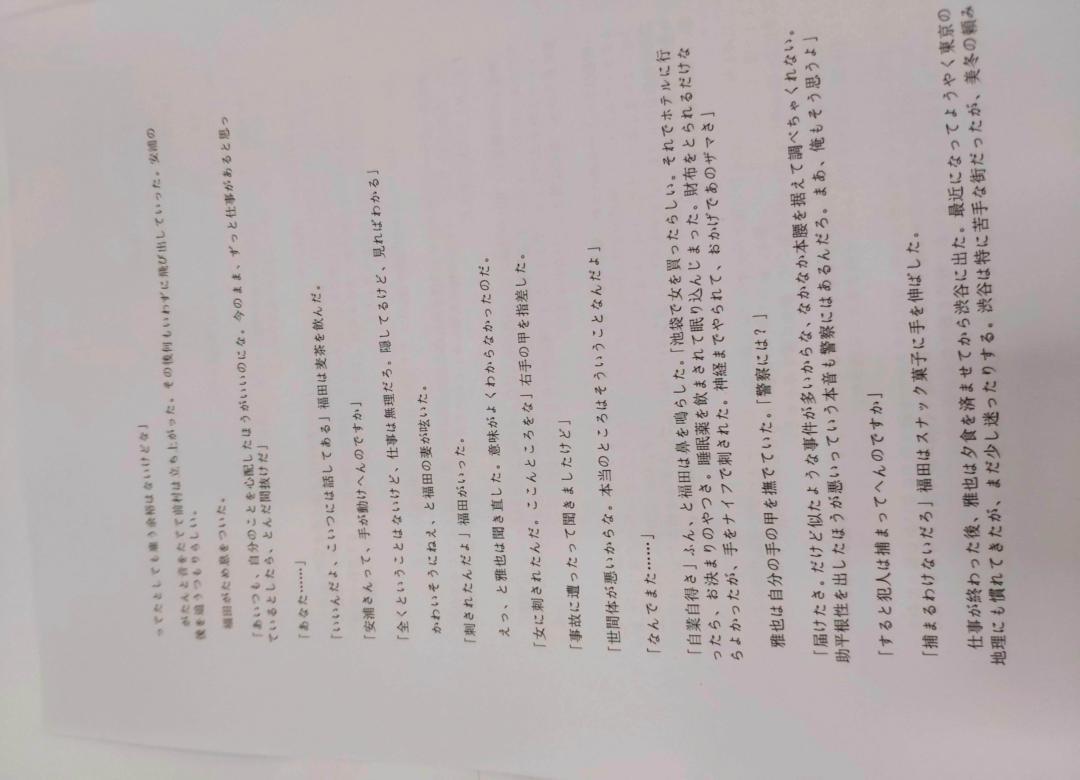 ってたとしても雇う余裕はないけどな」
がたんと音をたてて前村は立ち上がった。その後何もいわずに飛び出していった。安浦の
後を追うつもりらしい。
福田がため息をついた。
「あいつも、自分のことを心配したほうがいいのにな。今のまま、ずっと仕事があると思っ
ているとしたら、とんだ間抜けだ」
「あなた……」
「いいんだよ、こいつには話してある」福田は麦茶を飲んだ。
「安浦さんって、手が動けへんのですか」
「全くということはないけど、仕事は無理だろ。隠してるけど、見ればわかる」
かわいそうにねえ、と福田の妻が呟いた。
「刺されたんだよ」福田がいった。
えっ、と雅也は聞き直した。意味がよくわからなかったのだ。
「女に刺されたんだ。ここんところをな」右手の甲を指差した。
「事故に遭ったって聞きましたけど」
「世間体が悪いからな。本当のところはそういうことなんだよ」
「なんでまた……」
「自業自得さ」ふん、と福田は鼻を鳴らした。「池袋で女を買ったらしい。それでホテルに行
ったら、お決まりのやつさ。睡眠薬を飲まされて眠り込んじまった。財布をとられるだけな
らよかったが、手をナイフで刺された。神経までやられて、おかげであのザマさ」
雅也は自分の手の甲を撫でていた。「警察には？」
「届けたさ。だけど似たような事件が多いからな、なかなか本腰を据えて調べちゃくれない。
助平根性を出したほうが悪いっていう本音も警察にはあるんだろ。まあ、俺もそう思うよ」
「すると犯人は捕まってへんのですか」
「捕まるわけないだろ」福田はスナック菓子に手を伸ばした。
仕事が終わった後、雅也は夕食を済ませてから渋谷に出た。最近になってようやく東京の
地理にも慣れてきたが、まだ少し迷ったりする。渋谷は特に苦手な街だったが、美冬の頼み